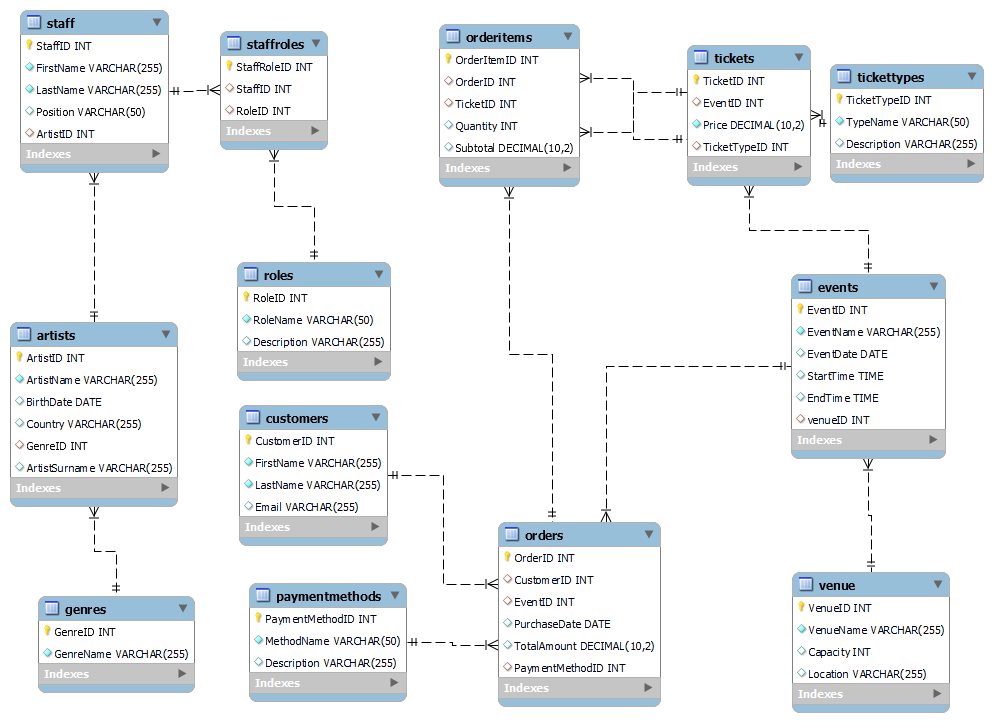 staff
StaffID INT
FirstName VARCHAR(255)
LastName VARCHAR(255)
Position VARCHAR(50)
ArtistID INT
Indexes
staffroles
StaffRoleID INT
StaffID INT
RoleID INT
Indexes
orderitems
OrderItemID INT
OrderID INT
TicketID INT
Quantity INT
Subtotal DECIMAL(10,2)
Indexes
tickets
TicketID INT
EventID INT
Price DECIMAL(10,2)
TicketTypeID INT
Indexes
tickettypes
TicketTypeID INT
TypeName VARCHAR(50)
Description VARCHAR(255)
Indexes
roles
RoleID INT
RoleName VARCHAR(50)
Description VARCHAR(255)
Indexes
events
EventID INT
EventName VARCHAR(255)
EventDate DATE
StartTime TIME
EndTime TIME
venueID INT
Indexes
artists
ArtistID INT
ArtistName VARCHAR(255)
BirthDate DATE
Country VARCHAR(255)
GenreID INT
ArtistSurname VARCHAR(255)
Indexes
customers
CustomerID INT
FirstName VARCHAR(255)
LastName VARCHAR(255)
Email VARCHAR(255)
Indexes
orders
OrderID INT
CustomerID INT
EventID INT
PurchaseDate DATE
TotalAmount DECIMAL(10,2)
PaymentMethodID INT
Indexes
genres
GenreID INT
GenreName VARCHAR(255)
Indexes
paymentmethods
PaymentMethodID INT
MethodName VARCHAR(50)
Description VARCHAR(255)
Indexes
venue
VenueID INT
VenueName VARCHAR(255)
Capacity INT
Location VARCHAR(255)
Indexes